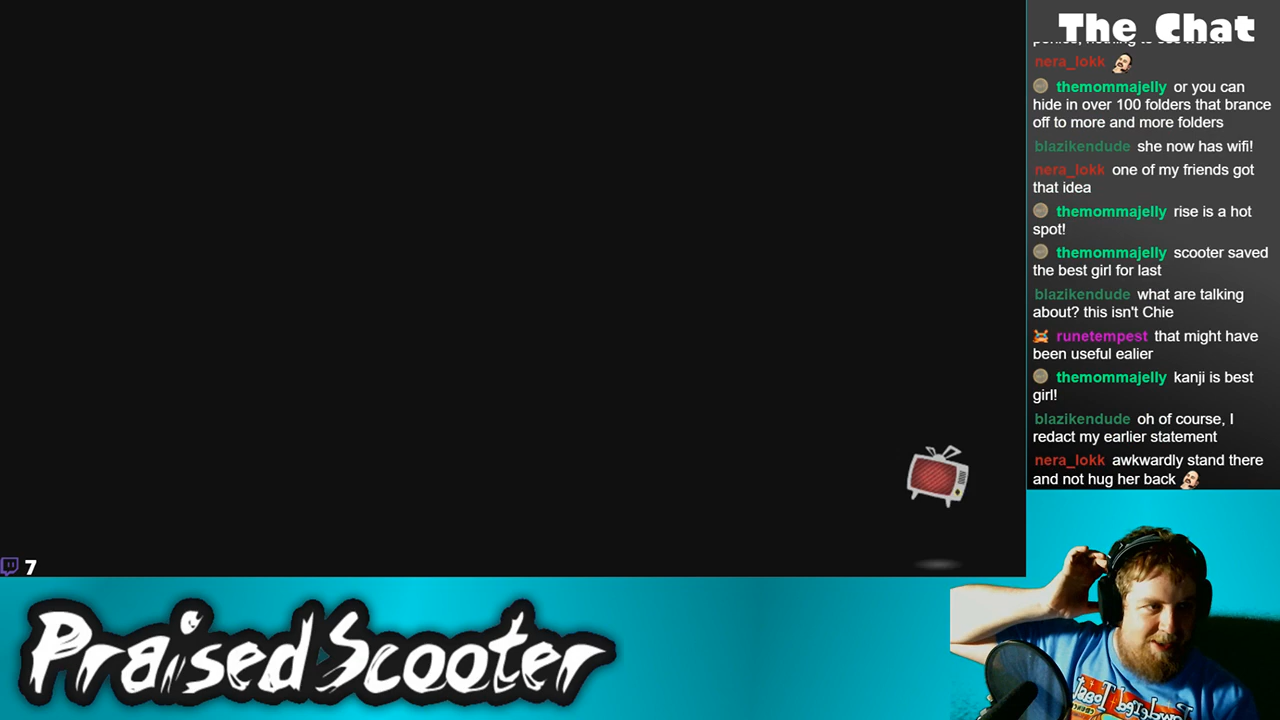 The Chat
nera_lokk
themommajelly or you can
hide in over 100 folders that brance
off to more and more folders
blazikendude she now has wifi!
nera_lokk one of my friends got
that idea
themommajelly rise is a hot
spot!
themommajelly scooter saved
the best girl for last
blazikendude what are talking
about? this isn't Chie
runetempest that might have
been useful ealier
themommajelly kanji is best
girl!
blazikendude oh of course, I
redact my earlier statement
nera_lokk awkwardly stand there
and not hug her back
7
PraisedScooter